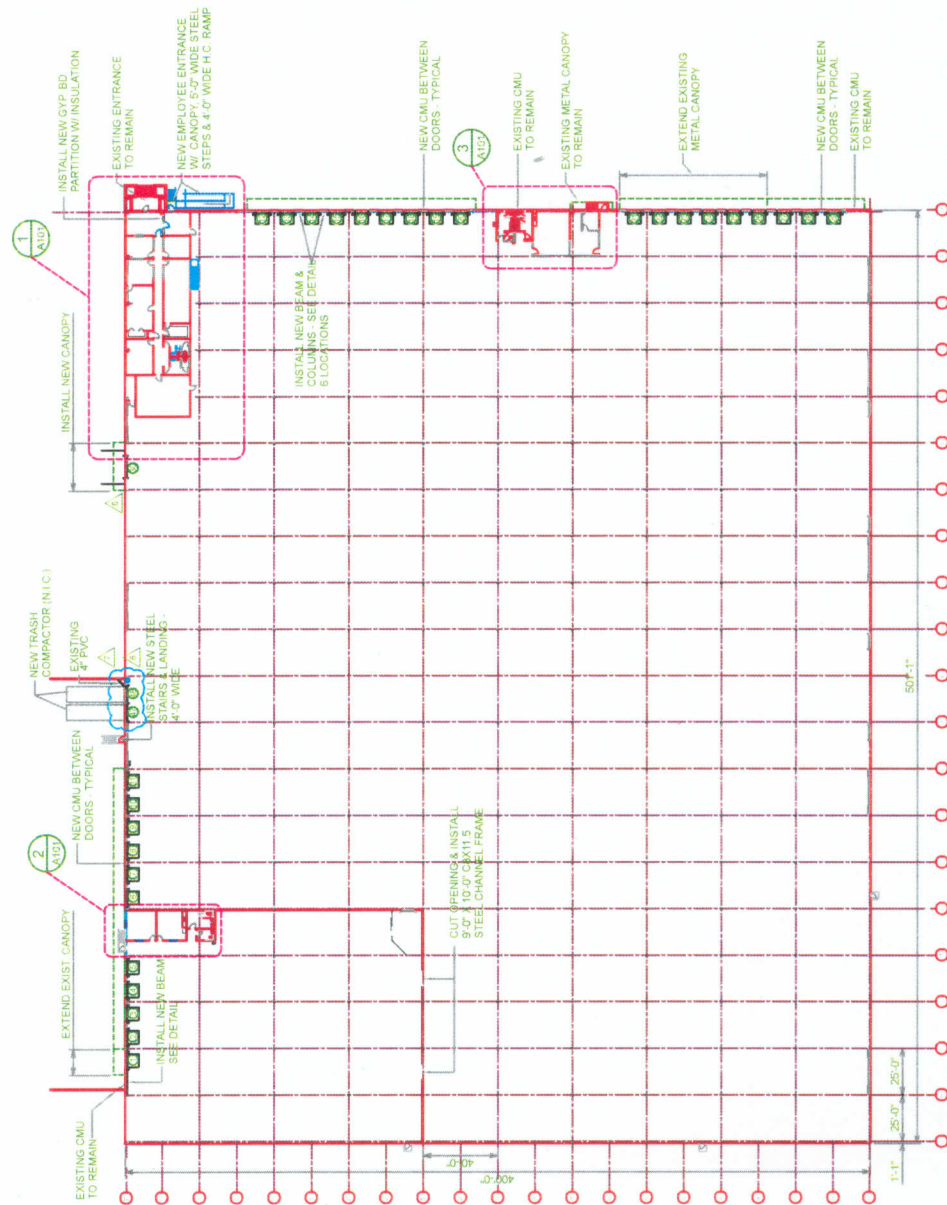 INSTALL NEW GYP. BD
PARTITION W/ INSULATION
EXISTING ENTRANCE
TO REMAIN
NEW EMPLOYEE ENTRANCE
W/ CANOPY, 5'-0" WIDE STEEL
STEPS & 4'-0" WIDE H.C. RAMP
1
A101
INSTALL NEW CANOPY
6
NEW TRASH
COMPACTOR (N.I.C.)
EXISTING
4" PVC
INSTALL NEW STEEL
STAIRS & LANDING -
4'-0" WIDE
NEW CMU BETWEEN
DOORS - TYPICAL
2
A101
EXTEND EXIST. CANOPY
INSTALL NEW BEAM
SEE DETAIL
EXISTING CMU
TO REMAIN
INSTALL NEW BEAM &
COLUMNS - SEE DETAIL
6 LOCATIONS
NEW CMU BETWEEN
DOORS - TYPICAL
3
A101
EXISTING CMU
TO REMAIN
EXISTING METAL CANOPY
TO REMAIN
EXTEND EXISTING
METAL CANOPY
NEW CMU BETWEEN
DOORS - TYPICAL
EXISTING CMU
TO REMAIN
CUT OPENING & INSTALL
9'-0" X 10'-0" C8X11.5
STEEL CHANNEL FRAME
501'-1"
25'-0"
25'-0"
1'-1"
40'-0"
400'-0"